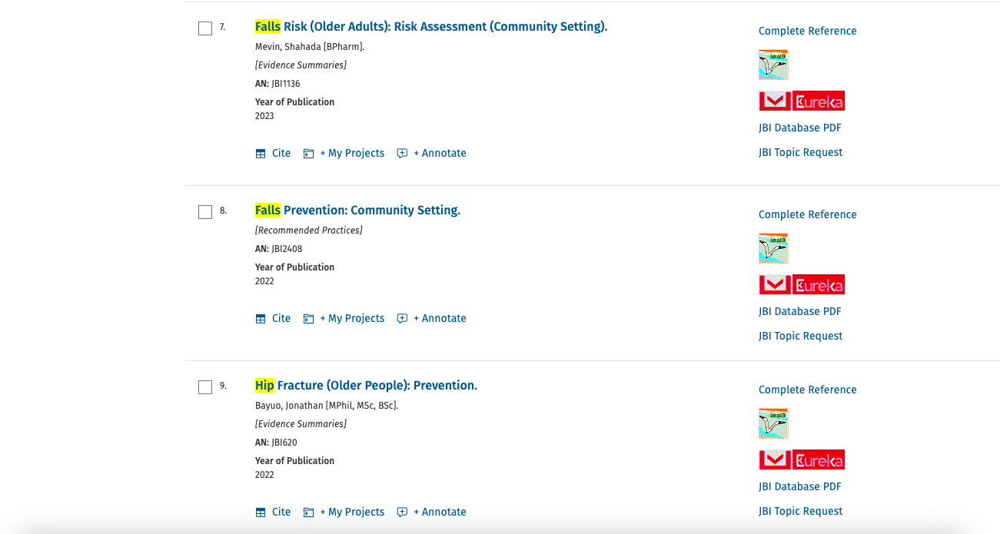 7.
Falls Risk (Older Adults): Risk Assessment (Community Setting).
Mevin, Shahada [BPharm].
[Evidence Summaries]
AN: JBI1136
Year of Publication
2023
Cite + My Projects + Annotate
Complete Reference
Eureka
JBI Database PDF
JBI Topic Request
8.
Falls Prevention: Community Setting.
[Recommended Practices]
AN: JBI2408
Year of Publication
2022
Cite + My Projects + Annotate
Complete Reference
Eureka
JBI Database PDF
JBI Topic Request
9.
Hip Fracture (Older People): Prevention.
Bayuo, Jonathan [MPhil, MSc, BSc].
[Evidence Summaries]
AN: JBI620
Year of Publication
2022
Cite + My Projects + Annotate
Complete Reference
Eureka
JBI Database PDF
JBI Topic Request